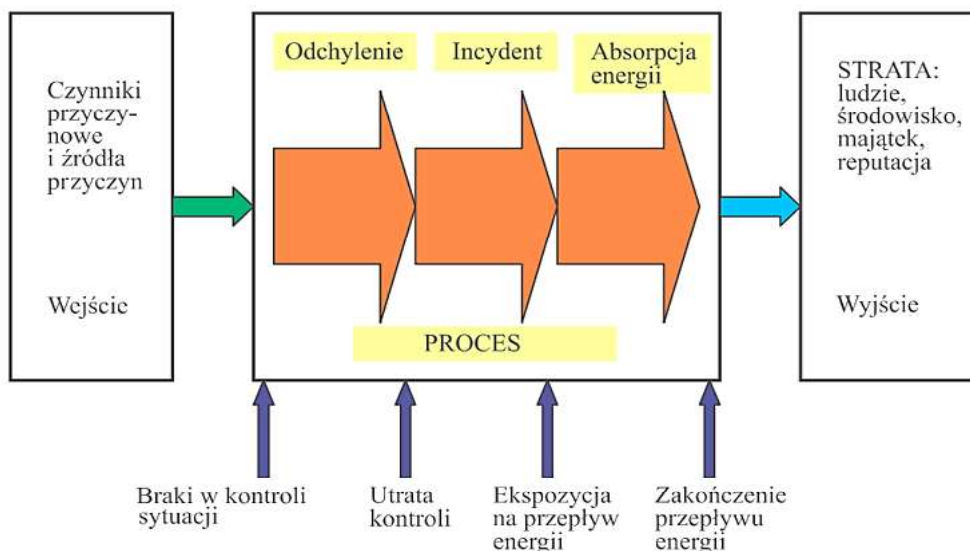 Czynniki
przyczy-
nowe
i źródła
przyczyn
Wejście
Odchylenie
Incydent
Absorpcja
energii
PROCES
STRATA:
ludzie,
środowisko,
majątek,
reputacja
Wyjście
Braki w kontroli
sytuacji
Utrata
kontroli
Ekspozycja
na przepływ
energii
Zakończenie
przepływu
energii